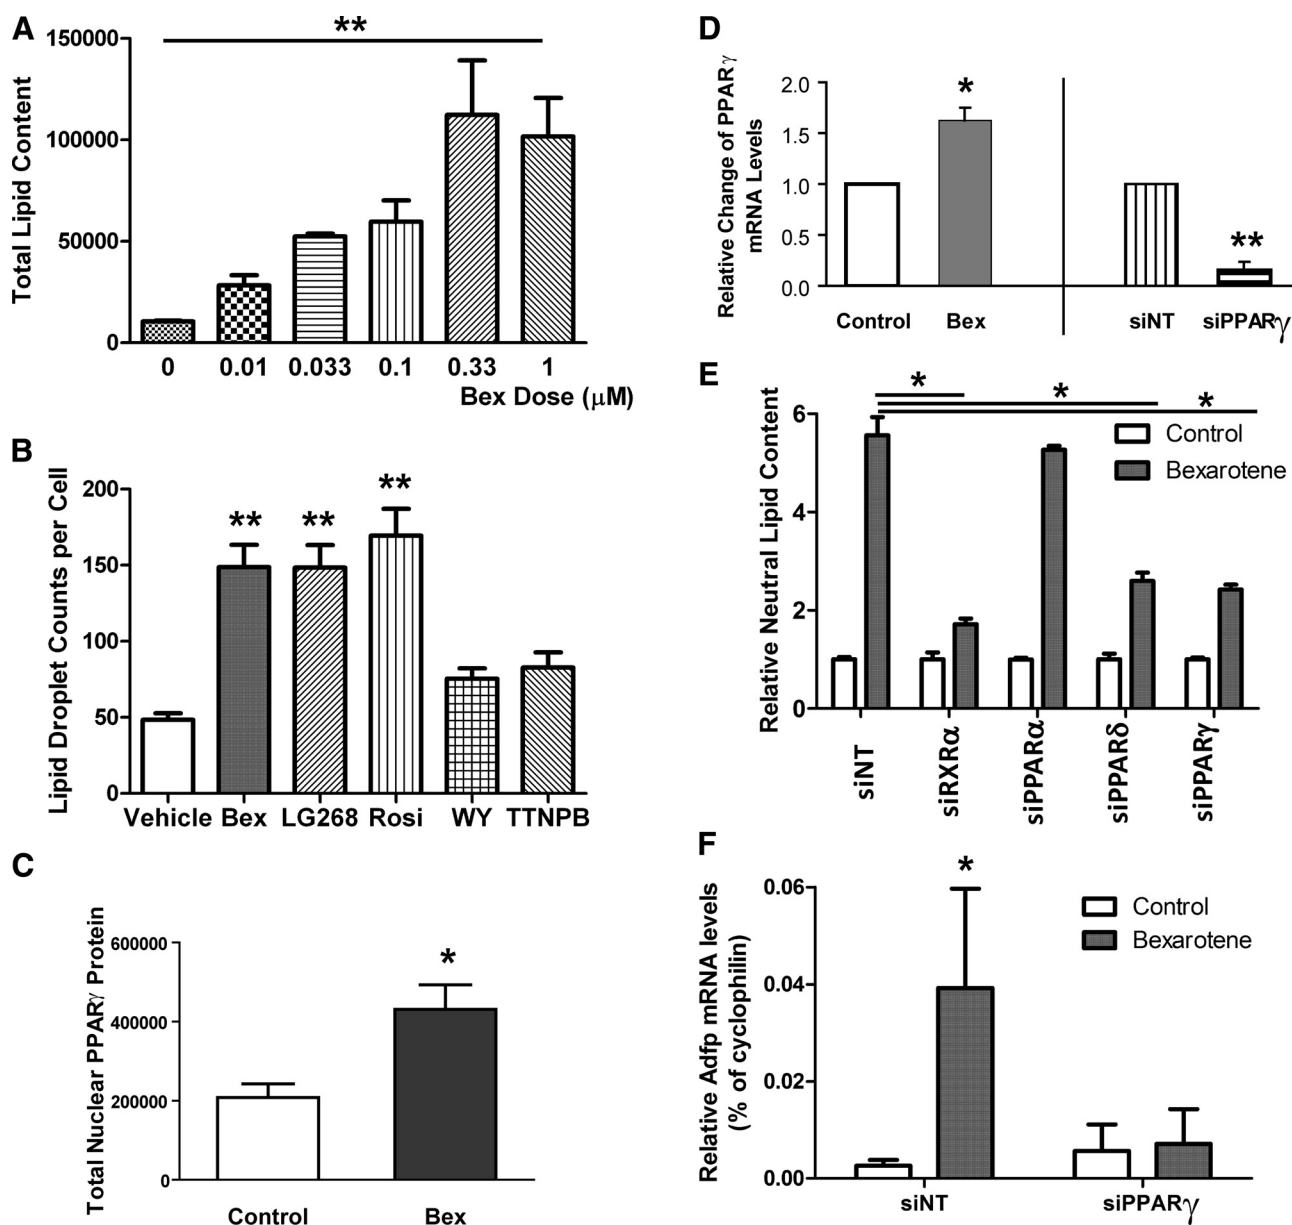 A
**
150000
100000
50000
0
Total Lipid Content
0 0.01 0.033 0.1 0.33 1
Bex Dose (μM)
B
Lipid Droplet Counts per Cell
200
150
100
50
0
** ** **
Vehicle Bex LG268 Rosi WY TTNPB
C
Total Nuclear PPARγ Protein
600000
400000
200000
0
*
Control Bex
D
Relative Change of PPARγ
mRNA Levels
2.0
1.5
1.0
0.5
0.0
*
**
Control Bex siNT siPPARγ
E
Relative Neutral Lipid Content
6
4
2
0
* * *
Control
Bexarotene
siNT siRXRα siPPARα siPPARδ siPPARγ
F
Relative Adfp mRNA levels
(% of cyclophilin)
0.06
0.04
0.02
0.00
*
Control
Bexarotene
siNT siPPARγ